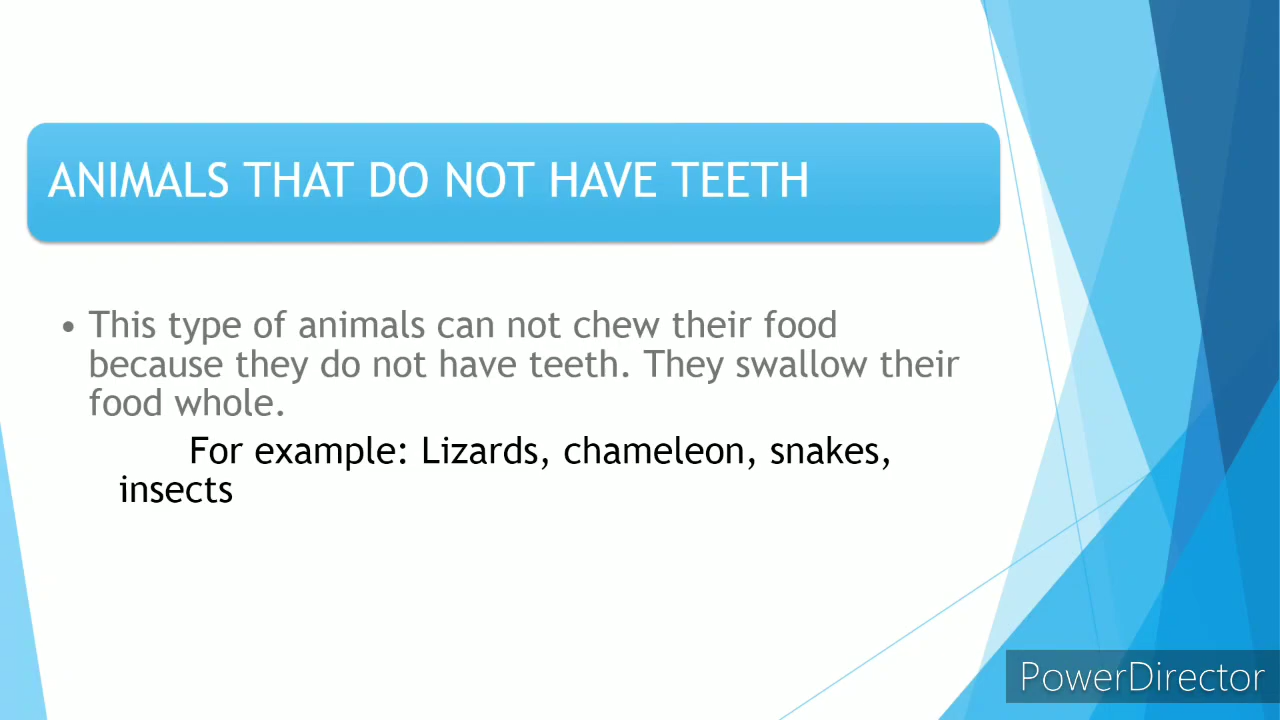 ANIMALS THAT DO NOT HAVE TEETH
• This type of animals can not chew their food
because they do not have teeth. They swallow their
food whole.
For example: Lizards, chameleon, snakes,
insects
PowerDirector